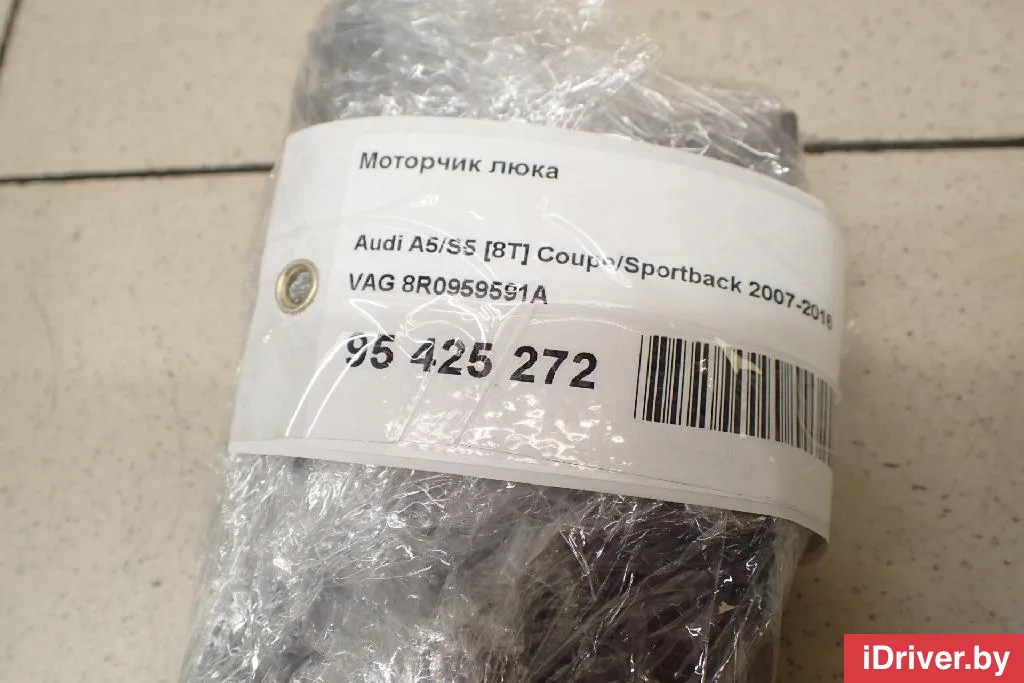 Моторчик люка
Audi A5/S5 [8T] Coupe/Sportback 2007-2016
VAG 8R0959591A
95 425 272
iDriver.by